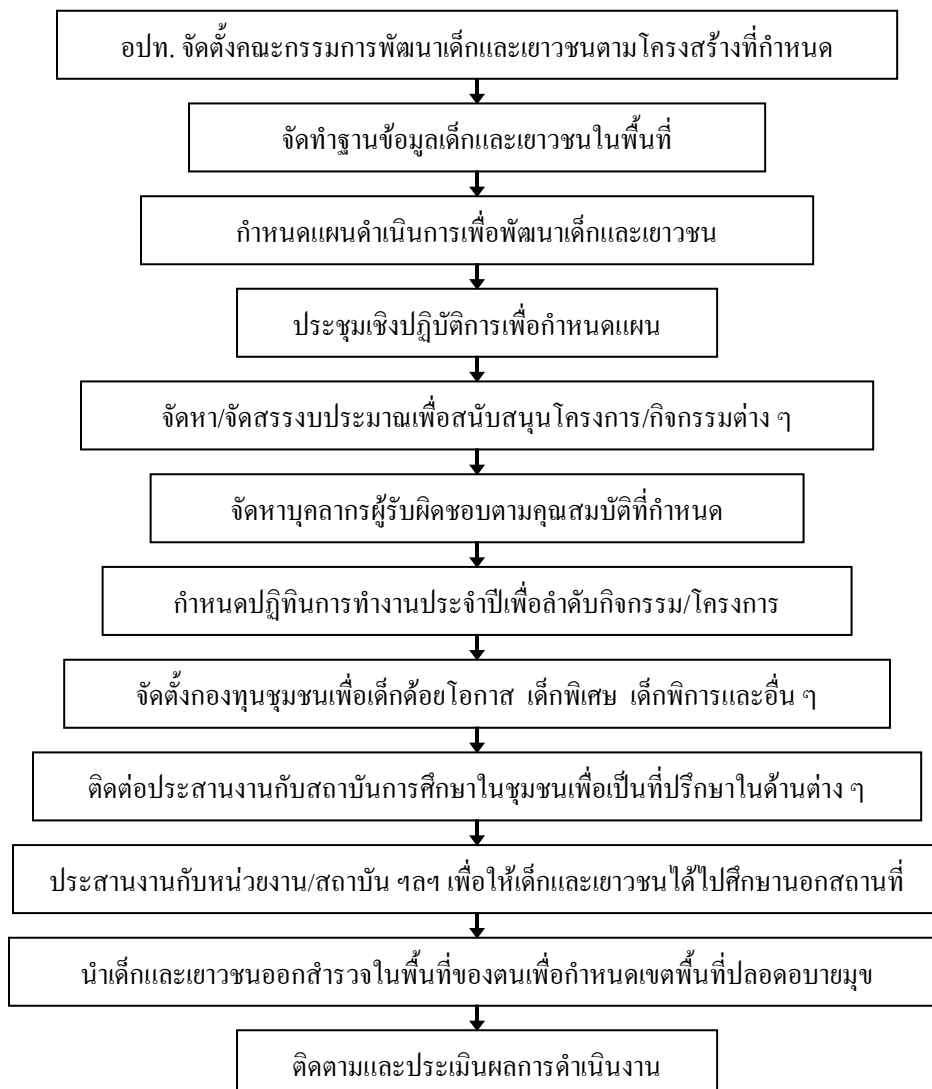 อปท. จัดตั้งคณะกรรมการพัฒนาเด็กและเยาวชนตามโครงสร้างที่กำหนด
จัดทำฐานข้อมูลเด็กและเยาวชนในพื้นที่
กำหนดแผนดำเนินการเพื่อพัฒนาเด็กและเยาวชน
ประชุมเชิงปฏิบัติการเพื่อกำหนดแผน
จัดหา/จัดสรรงบประมาณเพื่อสนับสนุนโครงการ/กิจกรรมต่าง ๆ
จัดหาบุคลากรผู้รับผิดชอบตามคุณสมบัติที่กำหนด
กำหนดปฏิทินการทำงานประจำปีเพื่อลำดับกิจกรรม/โครงการ
จัดตั้งกองทุนชุมชนเพื่อเด็กด้อยโอกาส เด็กพิเศษ เด็กพิการและอื่น ๆ
ติดต่อประสานงานกับสถาบันการศึกษาในชุมชนเพื่อเป็นที่ปรึกษาในด้านต่าง ๆ
ประสานงานกับหน่วยงาน/สถาบัน ฯลฯ เพื่อให้เด็กและเยาวชนได้ไปศึกษานอกสถานที่
นำเด็กและเยาวชนออกสำรวจในพื้นที่ของตนเพื่อกำหนดเขตพื้นที่ปลอดอบายมุข
ติดตามและประเมินผลการดำเนินงาน